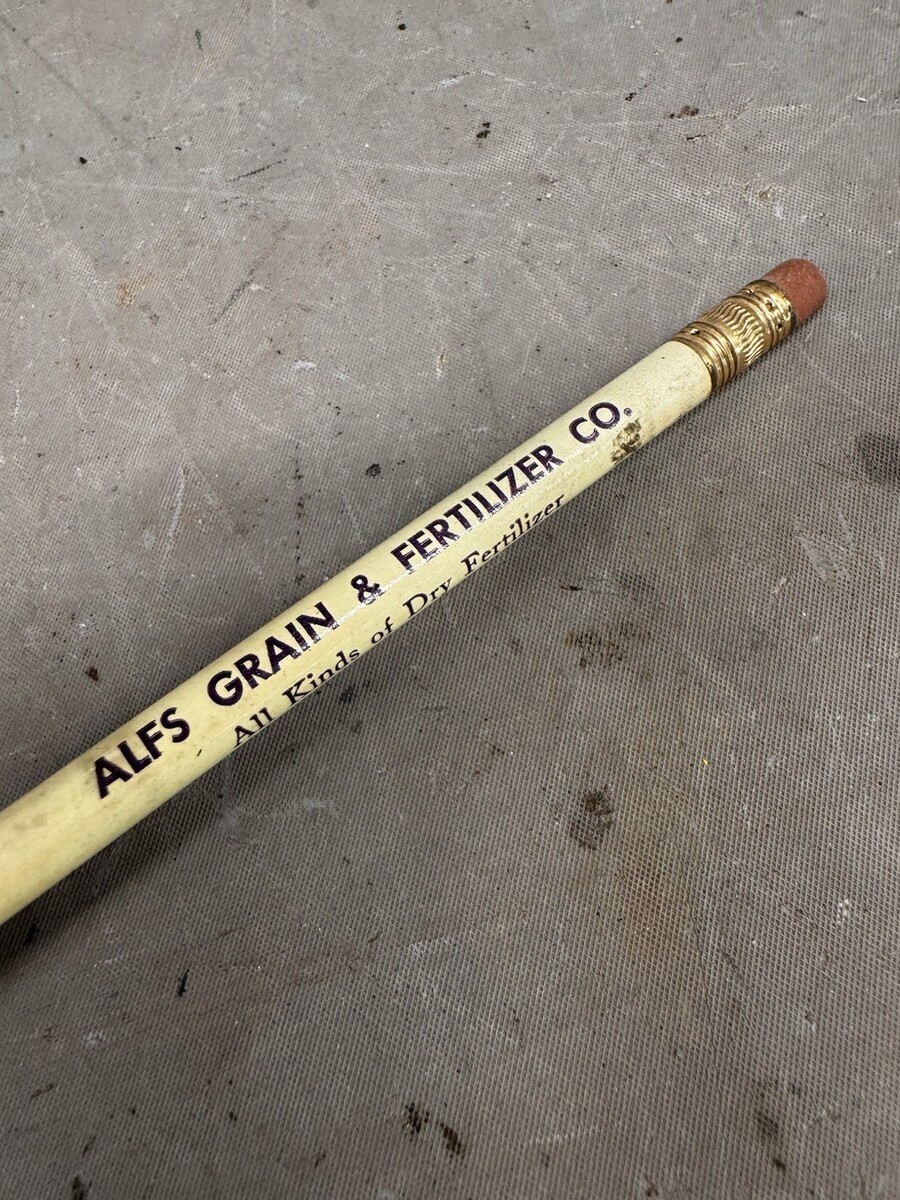 ALFS GRAIN & FERTILIZER CO.
All Kinds of Dry Fertilizer